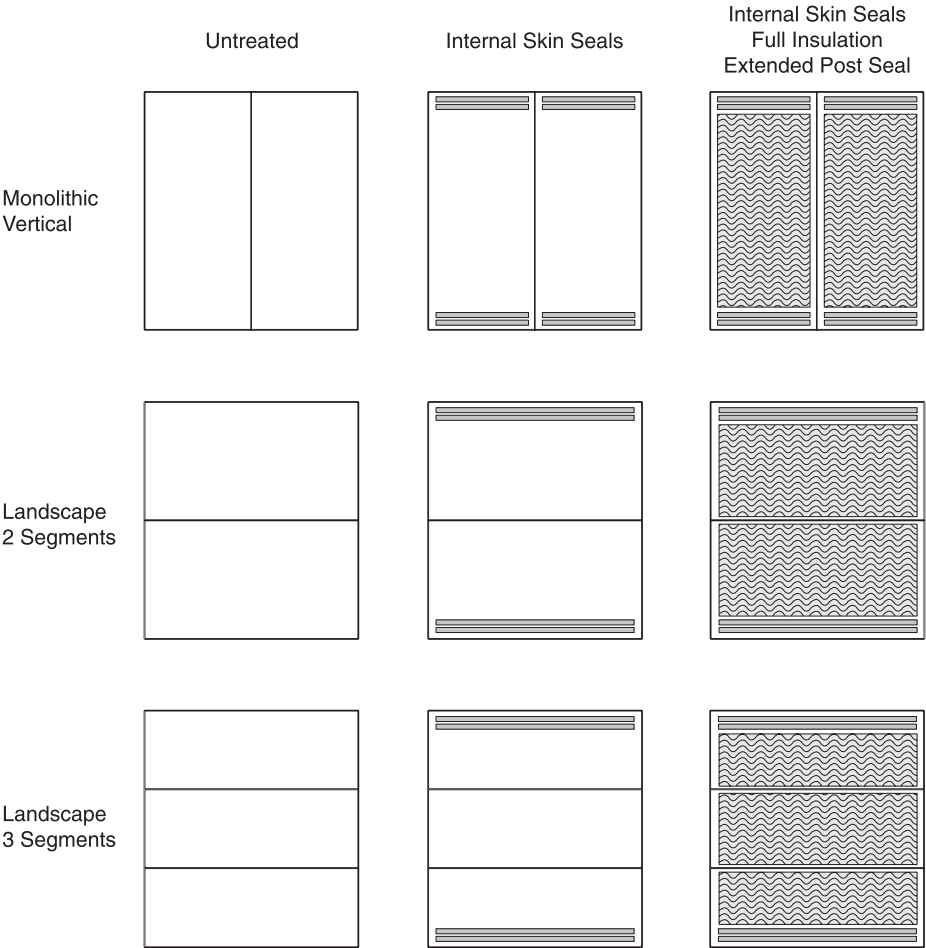 Untreated
Internal Skin Seals
Internal Skin Seals
Full Insulation
Extended Post Seal
Monolithic
Vertical
Landscape
2 Segments
Landscape
3 Segments